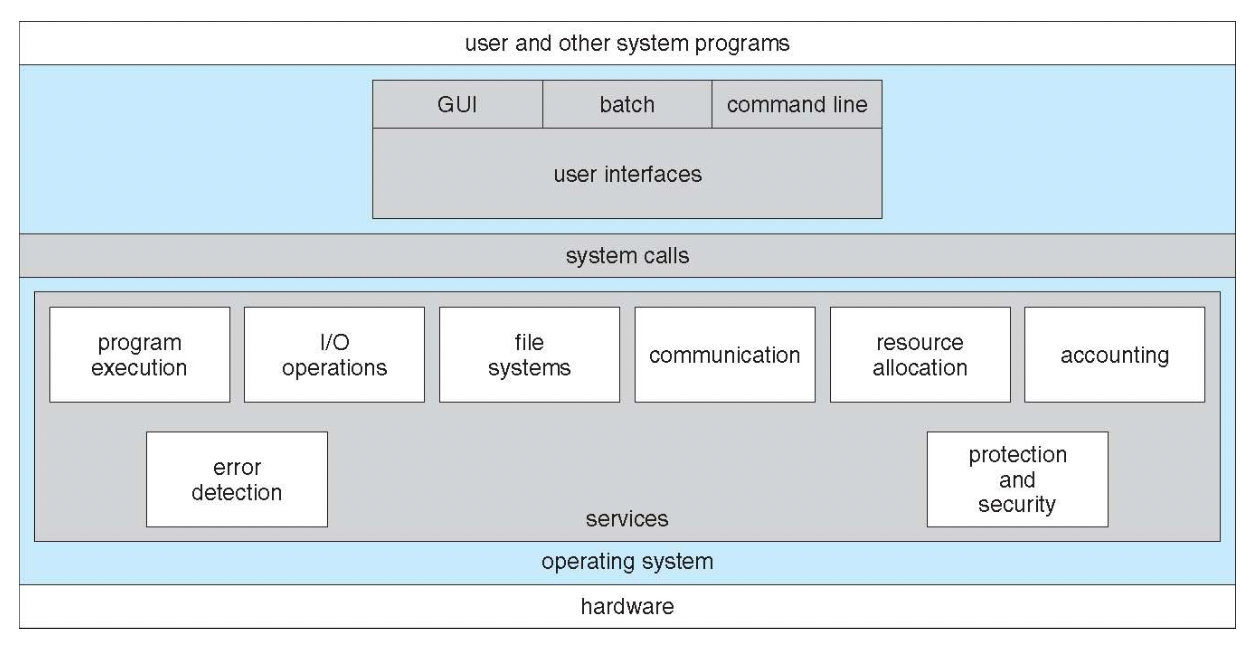 user and other system programs
GUI batch command line
user interfaces
system calls
program
execution
I/O
operations
file
systems
communication
resource
allocation
accounting
error
detection
protection
and
security
services
operating system
hardware